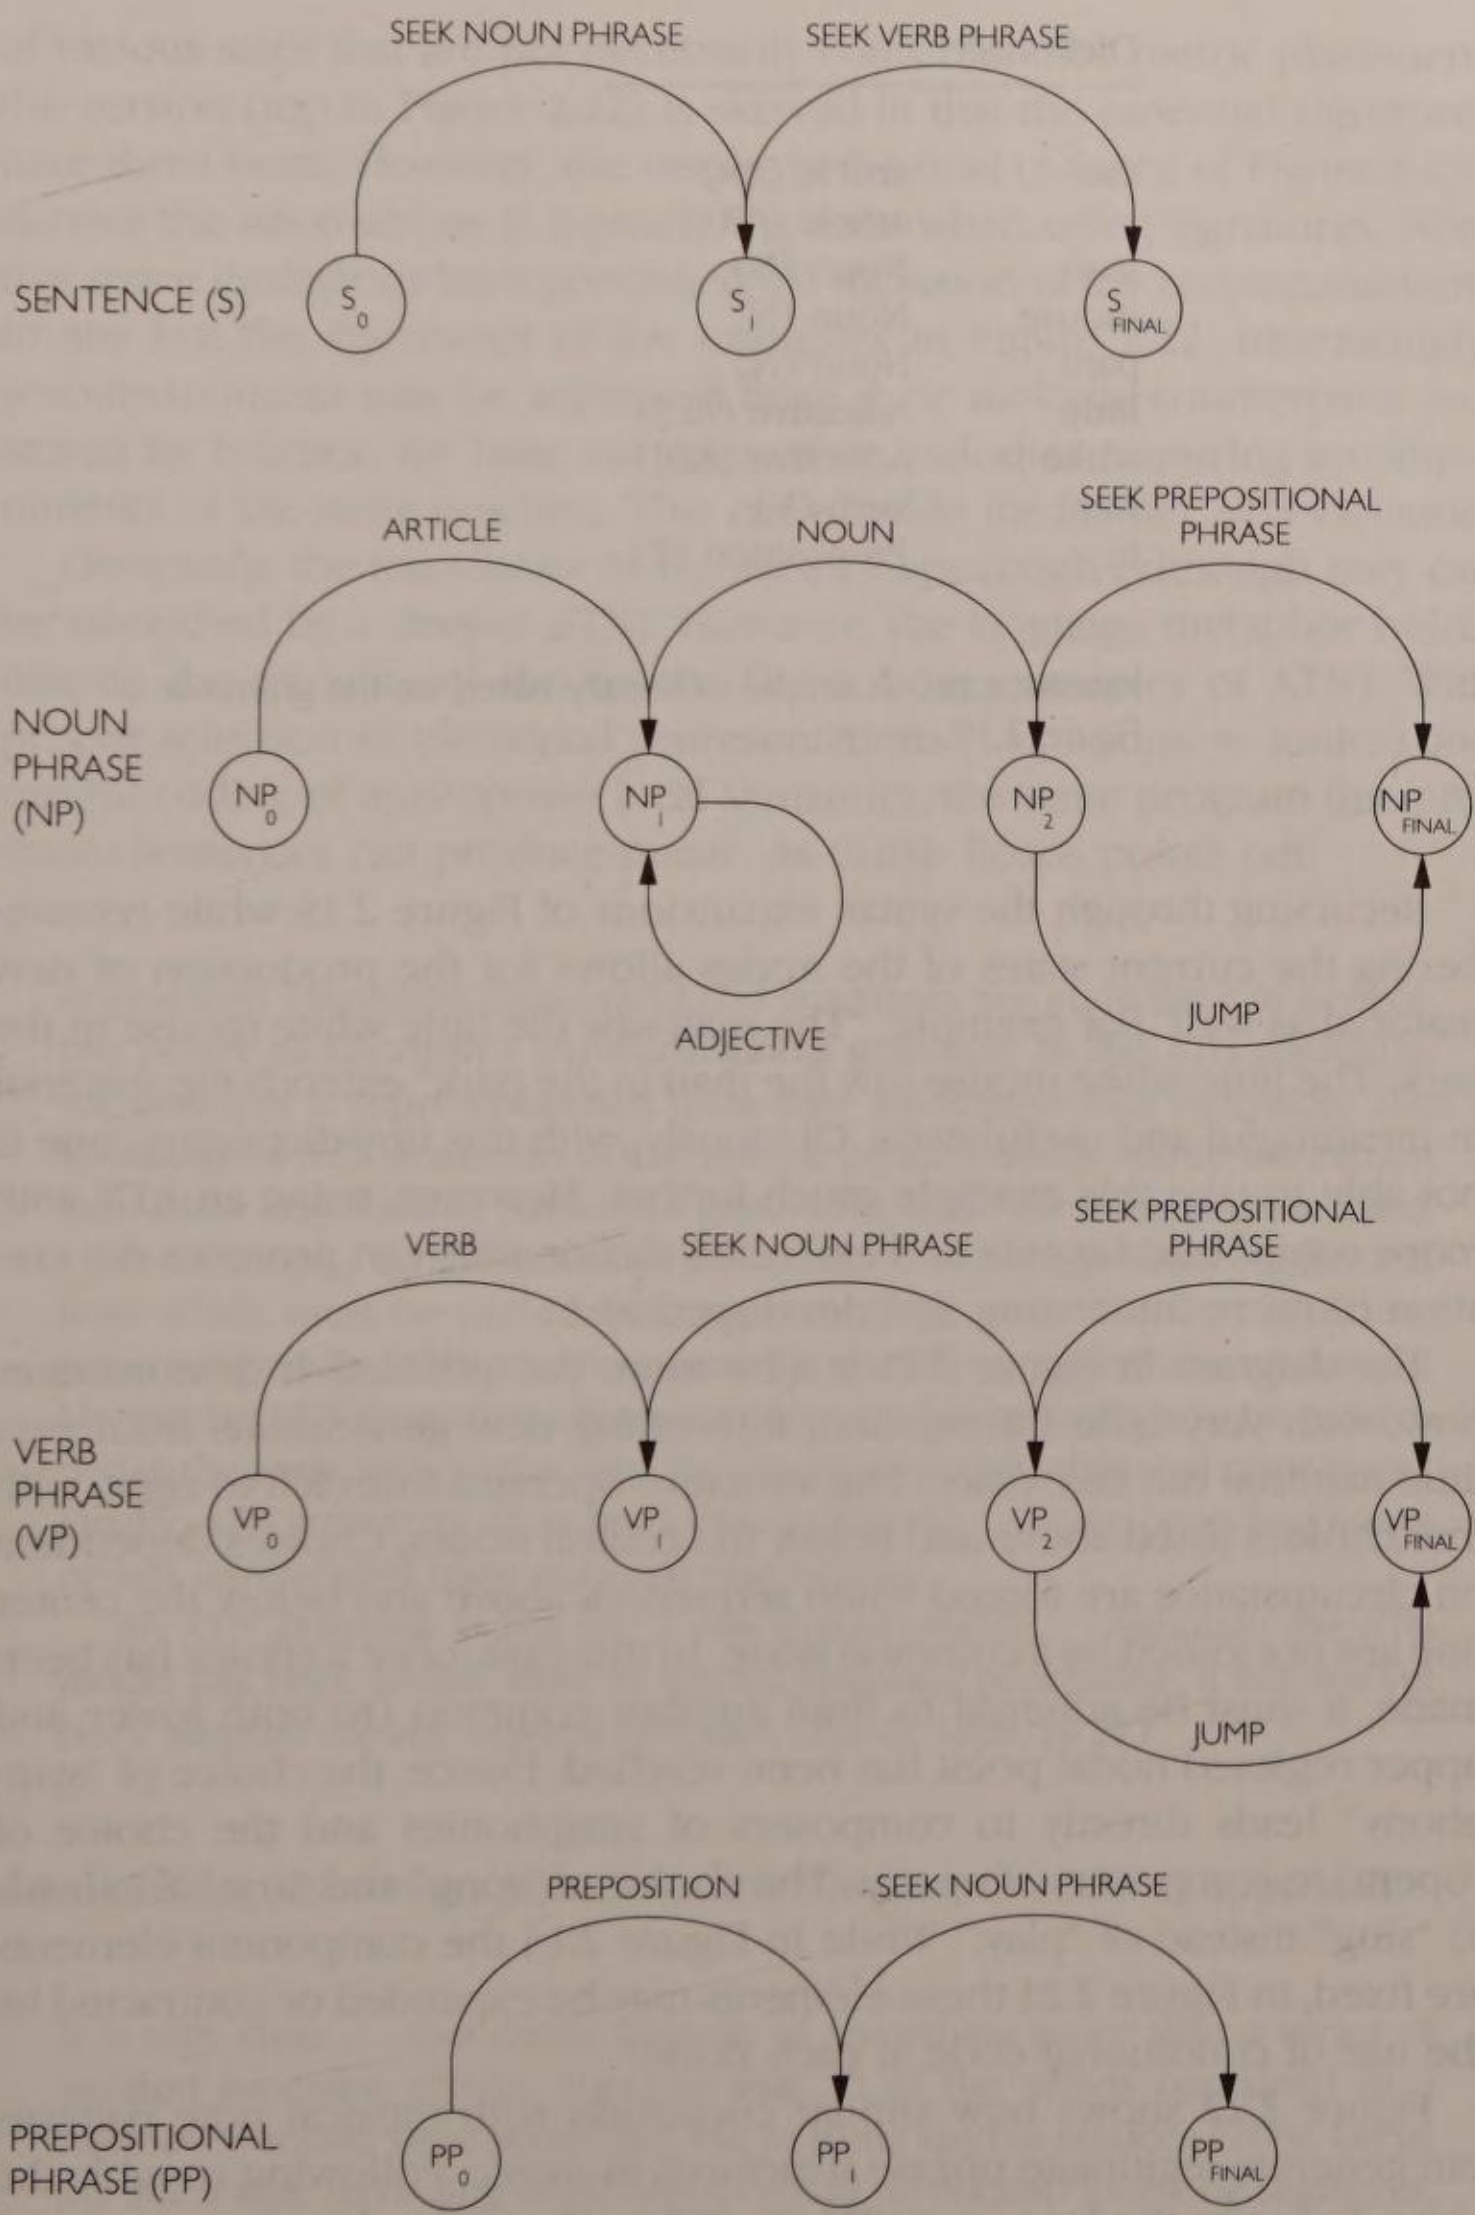 SEEK NOUN PHRASE
SEEK VERB PHRASE
SENTENCE (S)
S0
S1
S FINAL
ARTICLE
NOUN
SEEK PREPOSITIONAL
PHRASE
NOUN
PHRASE
(NP)
NP0
NP1
NP2
NP FINAL
ADJECTIVE
JUMP
VERB
SEEK NOUN PHRASE
SEEK PREPOSITIONAL
PHRASE
VERB
PHRASE
(VP)
VP0
VP1
VP2
VP FINAL
JUMP
PREPOSITION
SEEK NOUN PHRASE
PREPOSITIONAL
PHRASE (PP)
PP0
PP1
PP FINAL